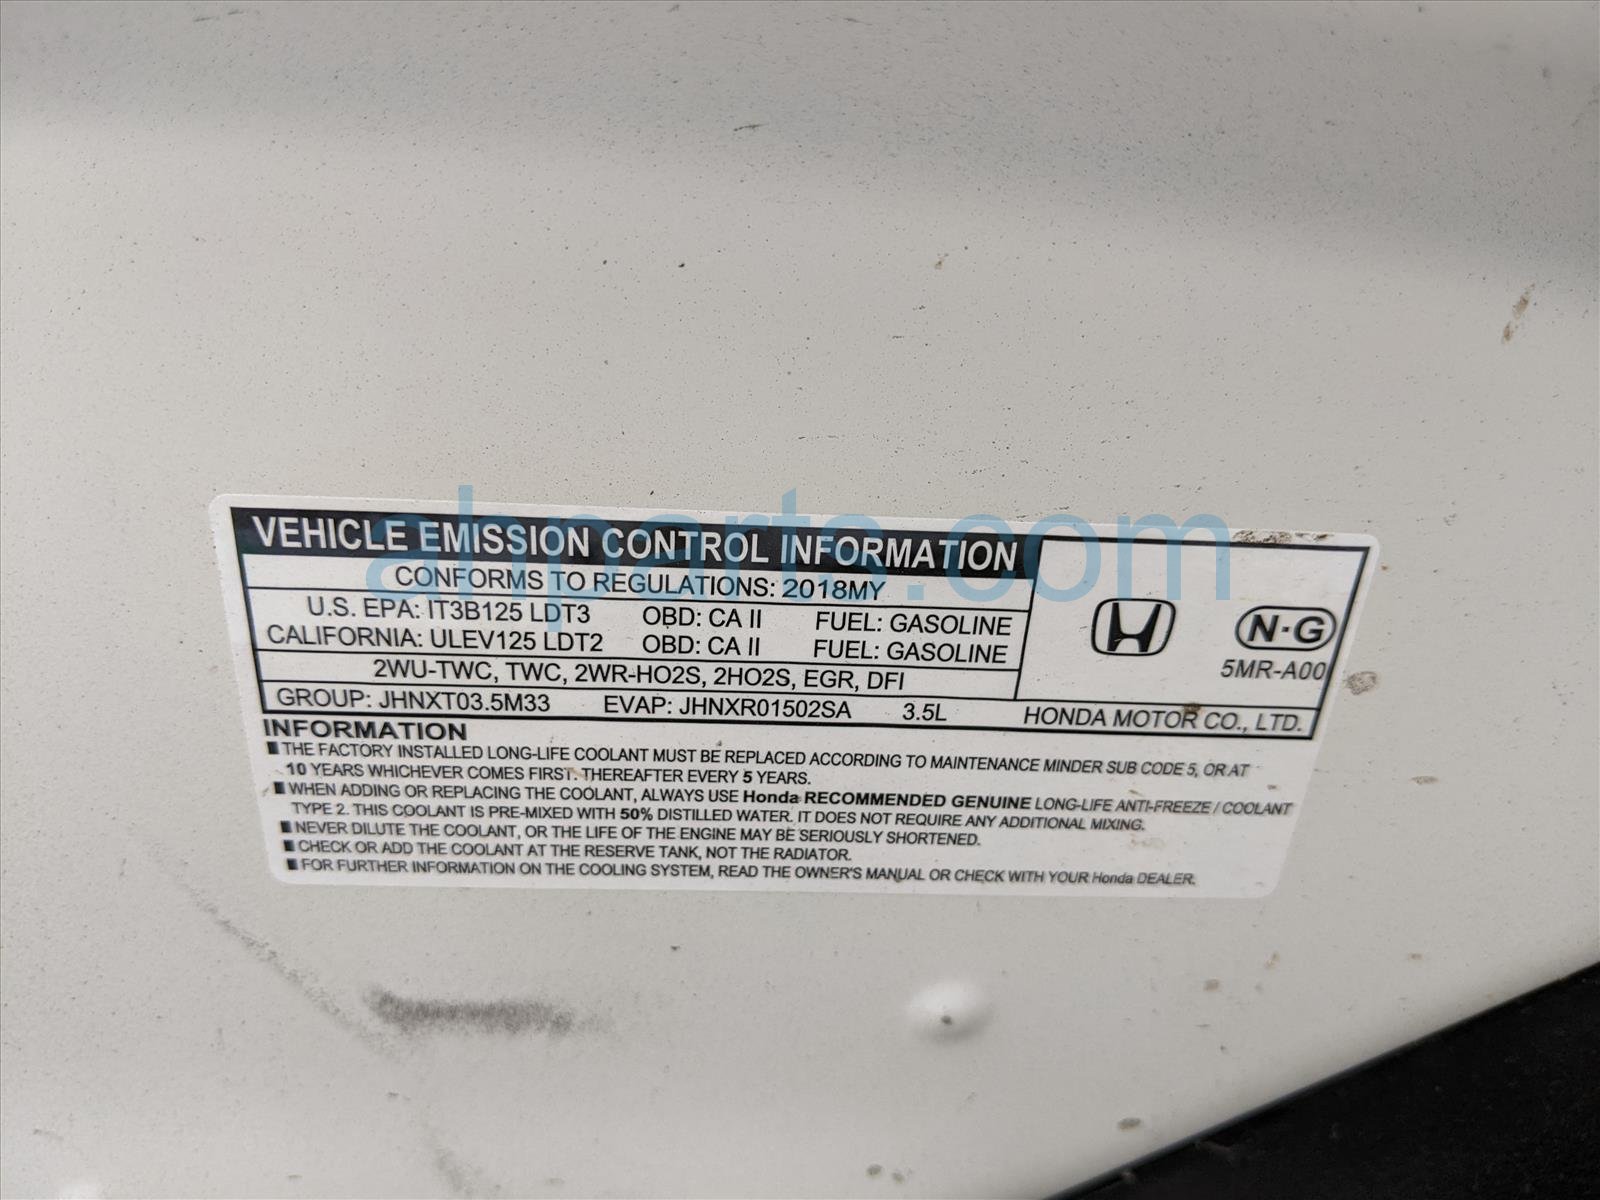 VEHICLE EMISSION CONTROL INFORMATION
CONFORMS TO REGULATIONS: 2018MY
U.S. EPA: IT3B125 LDT3 OBD: CA II FUEL: GASOLINE
CALIFORNIA: ULEV125 LDT2 OBD: CA II FUEL: GASOLINE
2WU-TWC, TWC, 2WR-HO2S, 2HO2S, EGR, DFI
GROUP: JHNXT03.5M33 EVAP: JHNXR01502SA 3.5L
N·G
5MR-A00
HONDA MOTOR CO., LTD.
INFORMATION
THE FACTORY INSTALLED LONG-LIFE COOLANT MUST BE REPLACED ACCORDING TO MAINTENANCE MINDER SUB CODE 5, OR AT
10 YEARS WHICHEVER COMES FIRST. THEREAFTER EVERY 5 YEARS.
WHEN ADDING OR REPLACING THE COOLANT, ALWAYS USE Honda RECOMMENDED GENUINE LONG-LIFE ANTI-FREEZE / COOLANT
TYPE 2. THIS COOLANT IS PRE-MIXED WITH 50% DISTILLED WATER. IT DOES NOT REQUIRE ANY ADDITIONAL MIXING.
NEVER DILUTE THE COOLANT, OR THE LIFE OF THE ENGINE MAY BE SERIOUSLY SHORTENED.
CHECK OR ADD THE COOLANT AT THE RESERVE TANK, NOT THE RADIATOR.
FOR FURTHER INFORMATION ON THE COOLING SYSTEM, READ THE OWNER'S MANUAL OR CHECK WITH YOUR Honda DEALER.
ahparts.com